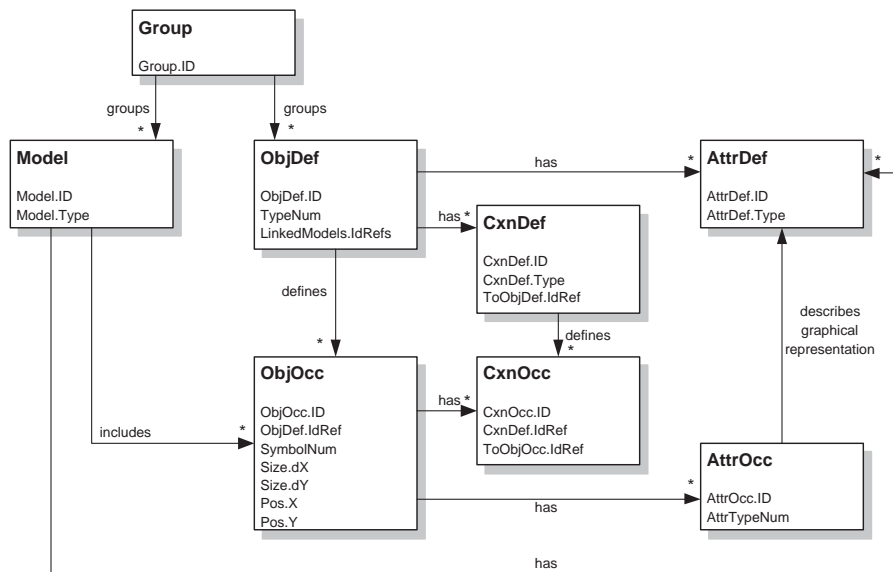 Group
Group.ID
groups
groups
*
*
Model
Model.ID
Model.Type
ObjDef
ObjDef.ID
TypeNum
LinkedModels.IdRefs
has
*
AttrDef
AttrDef.ID
AttrDef.Type
*
has *
CxnDef
CxnDef.ID
CxnDef.Type
ToObjDef.IdRef
defines
*
defines
*
describes
graphical
representation
ObjOcc
ObjOcc.ID
ObjDef.IdRef
SymbolNum
Size.dX
Size.dY
Pos.X
Pos.Y
includes
*
has *
CxnOcc
CxnOcc.ID
CxnDef.IdRef
ToObjOcc.IdRef
has
*
AttrOcc
AttrOcc.ID
AttrTypeNum
has